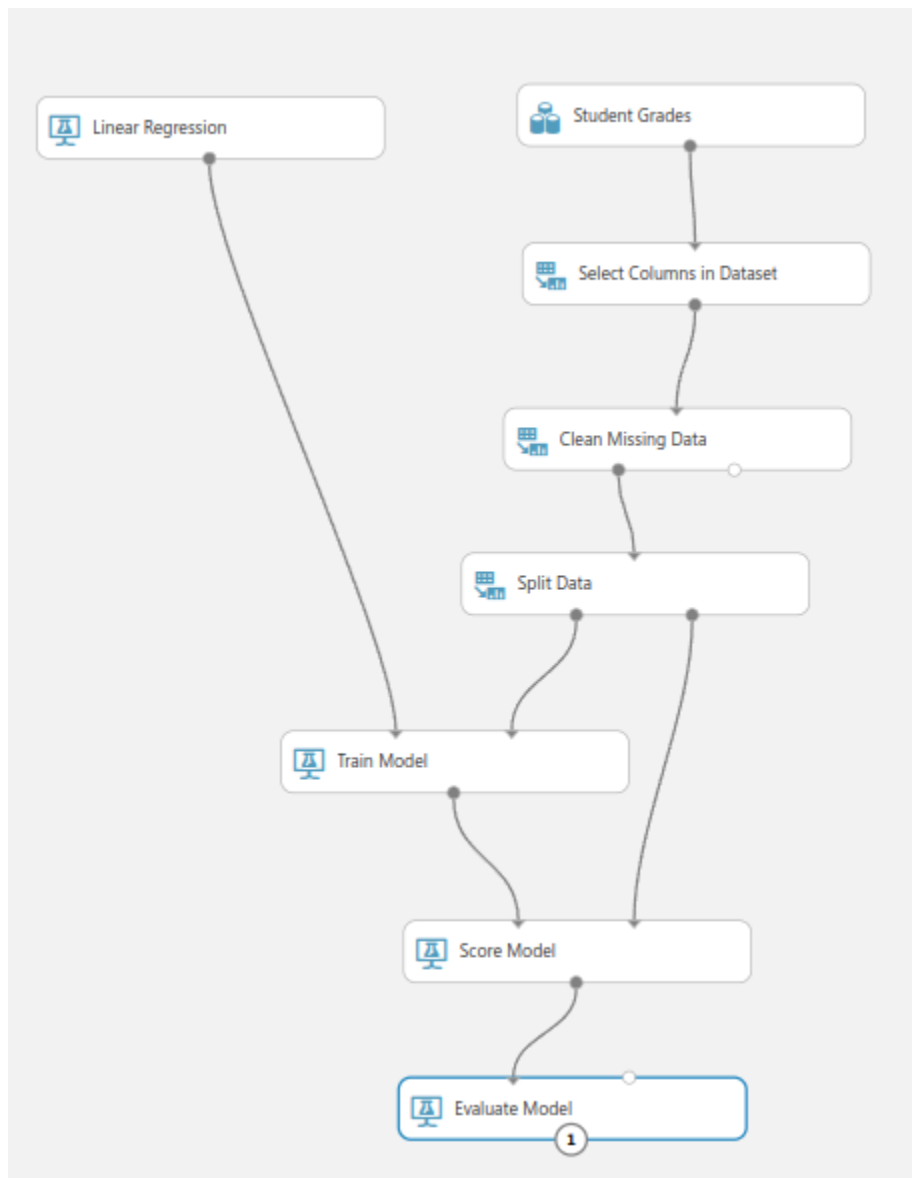 Linear Regression
Student Grades
Select Columns in Dataset
Clean Missing Data
Split Data
Train Model
Score Model
Evaluate Model
1